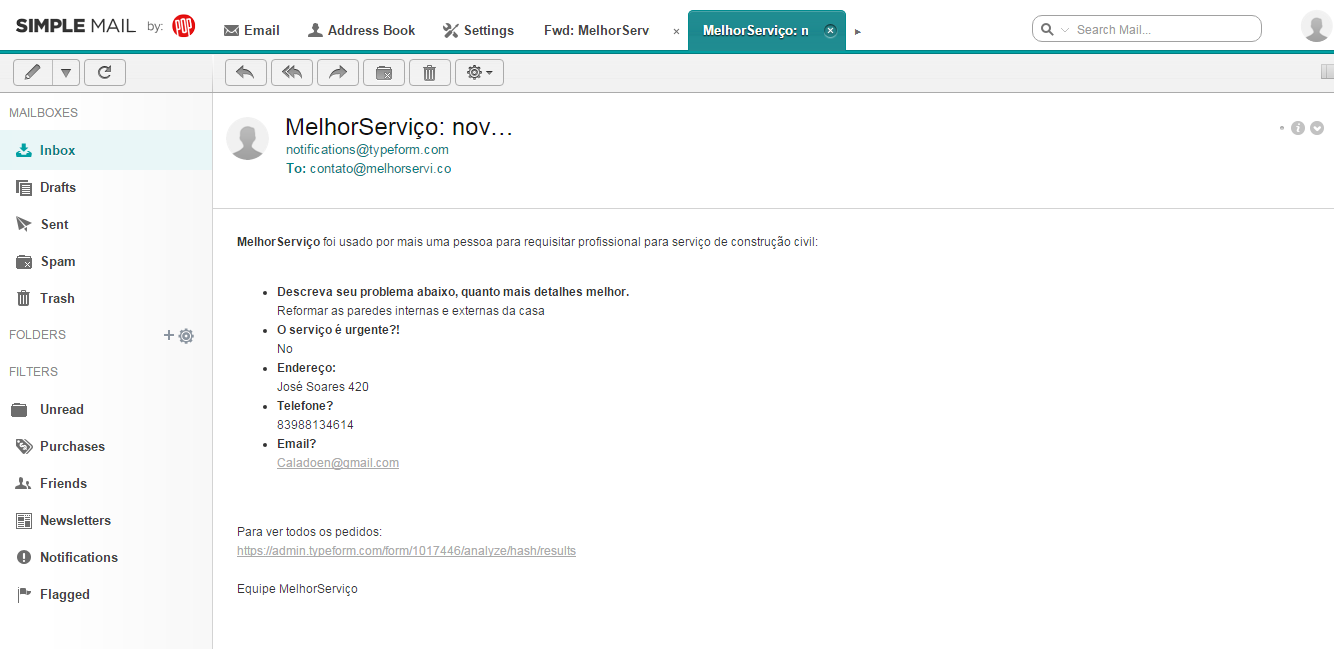 SIMPLE MAIL by: POP
Email
Address Book
Settings
Fwd: MelhorServ
MelhorServiço: n
Search Mail...
MAILBOXES
Inbox
Drafts
Sent
Spam
Trash
FOLDERS
FILTERS
Unread
Purchases
Friends
Newsletters
Notifications
Flagged
MelhorServiço: nov…
notifications@typeform.com
To: contato@melhorservi.co
MelhorServiço foi usado por mais uma pessoa para requisitar profissional para serviço de construção civil:
Descreva seu problema abaixo, quanto mais detalhes melhor.
Reformar as paredes internas e externas da casa
O serviço é urgente?!
No
Endereço:
José Soares 420
Telefone?
83988134614
Email?
Caladoen@gmail.com
Para ver todos os pedidos:
https://admin.typeform.com/form/1017446/analyze/hash/results
Equipe MelhorServiço